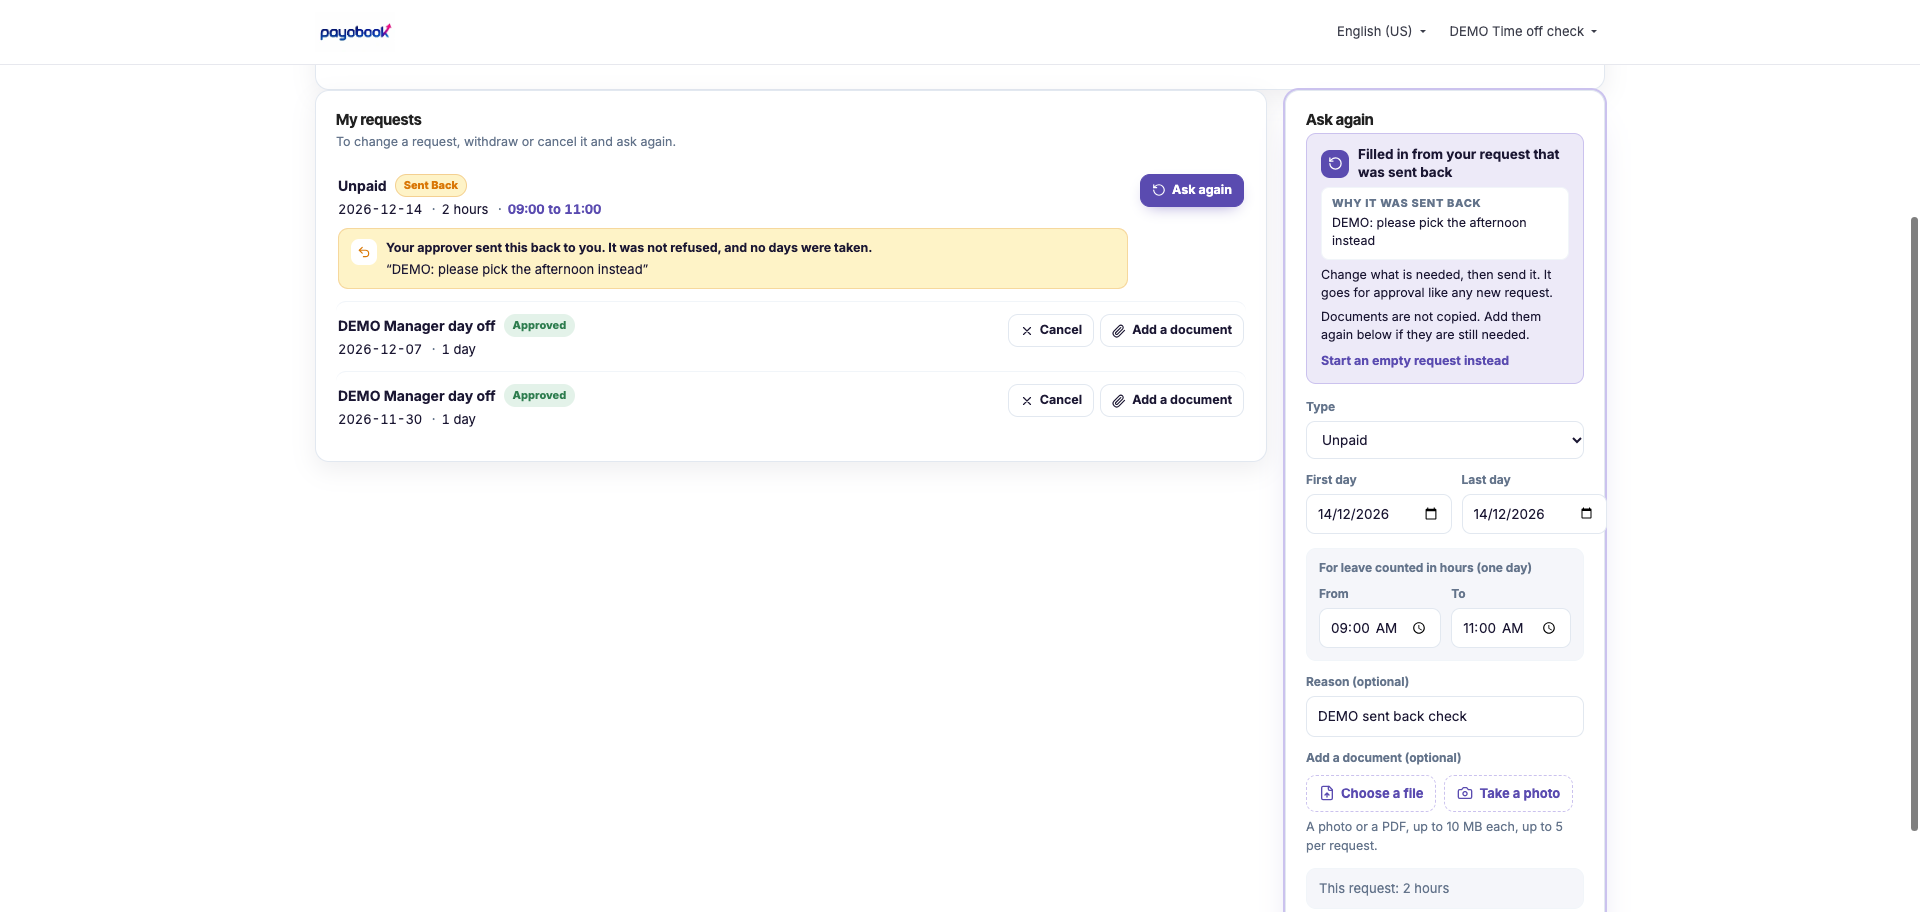 payobook
English (US)
DEMO Time off check
My requests
To change a request, withdraw or cancel it and ask again.
Unpaid
Sent Back
2026-12-14 · 2 hours · 09:00 to 11:00
Ask again
Your approver sent this back to you. It was not refused, and no days were taken.
“DEMO: please pick the afternoon instead”
DEMO Manager day off
Approved
2026-12-07 · 1 day
Cancel
Add a document
DEMO Manager day off
Approved
2026-11-30 · 1 day
Cancel
Add a document
Ask again
Filled in from your request that
was sent back
WHY IT WAS SENT BACK
DEMO: please pick the afternoon
instead
Change what is needed, then send it. It
goes for approval like any new request.
Documents are not copied. Add them
again below if they are still needed.
Start an empty request instead
Type
Unpaid
First day
Last day
14/12/2026
14/12/2026
For leave counted in hours (one day)
From
To
09:00 AM
11:00 AM
Reason (optional)
DEMO sent back check
Add a document (optional)
Choose a file
Take a photo
A photo or a PDF, up to 10 MB each, up to 5
per request.
This request: 2 hours